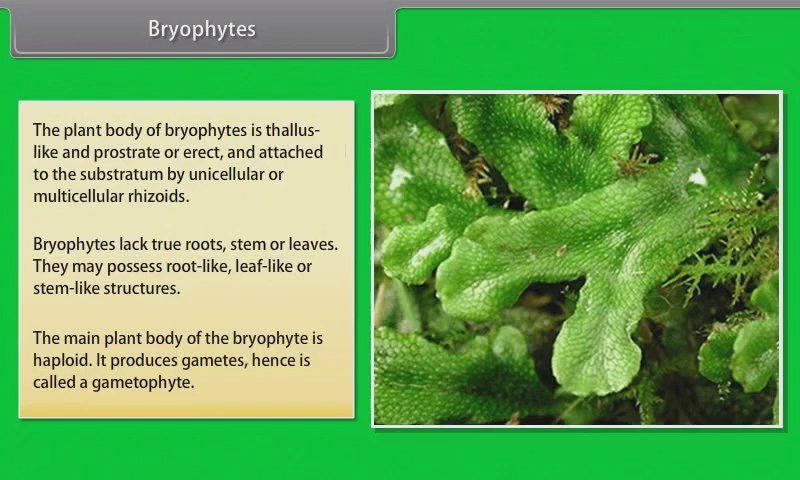 Bryophytes
The plant body of bryophytes is thallus-
like and prostrate or erect, and attached
to the substratum by unicellular or
multicellular rhizoids.
Bryophytes lack true roots, stem or leaves.
They may possess root-like, leaf-like or
stem-like structures.
The main plant body of the bryophyte is
haploid. It produces gametes, hence is
called a gametophyte.